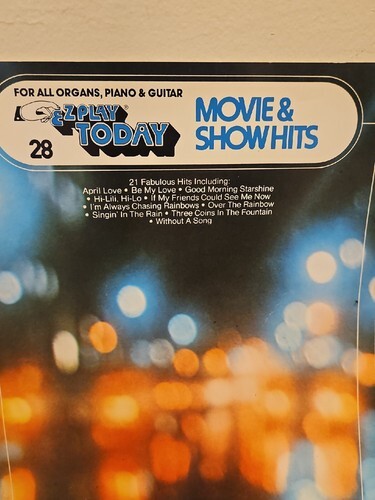 FOR ALL ORGANS, PIANO & GUITAR
E-Z PLAY®
TODAY
28
MOVIE &
SHOW HITS
21 Fabulous Hits Including:
April Love • Be My Love • Good Morning Starshine
• Hi-Lili, Hi-Lo • If My Friends Could See Me Now
• I'm Always Chasing Rainbows • Over The Rainbow
• Singin' In The Rain • Three Coins In The Fountain
• Without A Song